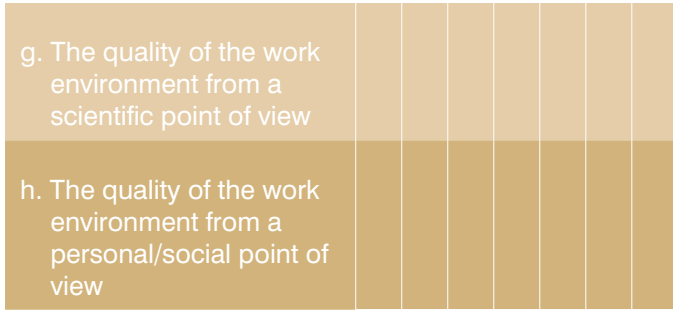 g. The quality of the work
environment from a
scientific point of view
h. The quality of the work
environment from a
personal/social point of
view